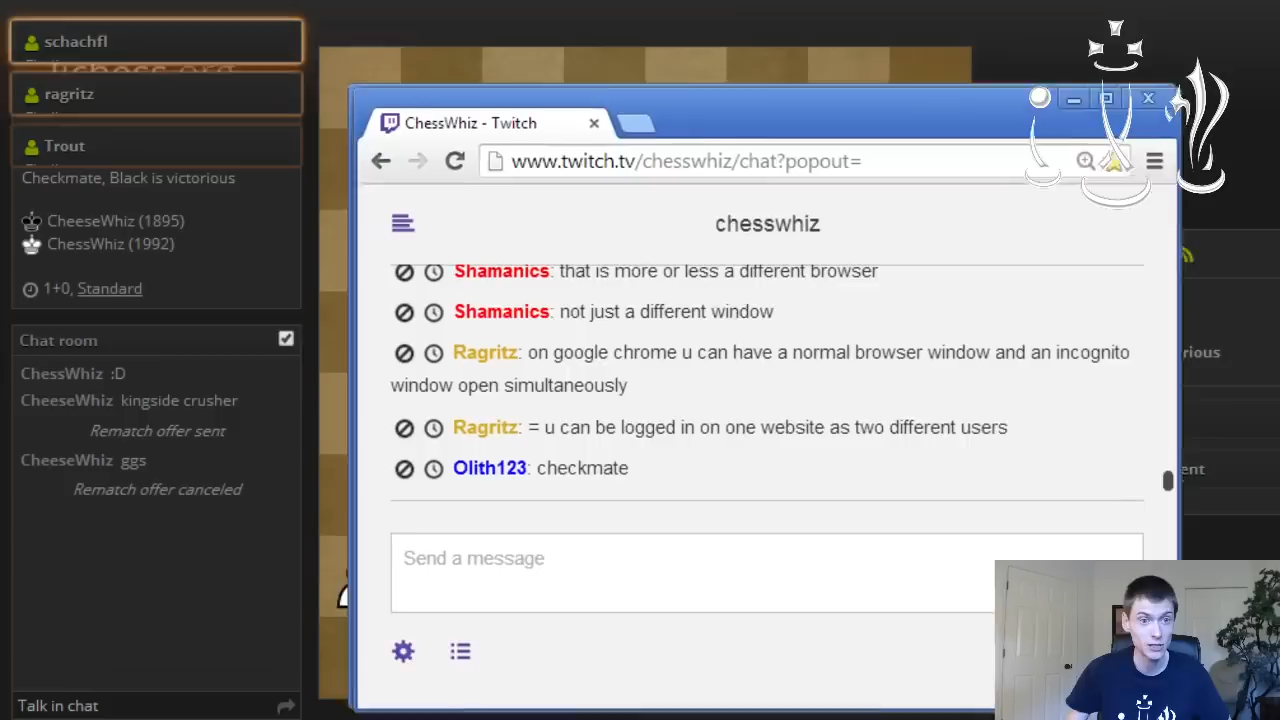 schachfl
lichess.org
ragritz
Trout
Checkmate, Black is victorious
CheeseWhiz (1895)
ChessWhiz (1992)
1+0, Standard
Chat room
ChessWhiz :D
CheeseWhiz kingside crusher
Rematch offer sent
CheeseWhiz ggs
Rematch offer canceled
Talk in chat
ChessWhiz - Twitch
www.twitch.tv/chesswhiz/chat?popout=
chesswhiz
Shamanics: that is more or less a different browser
Shamanics: not just a different window
Ragritz: on google chrome u can have a normal browser window and an incognito
window open simultaneously
Ragritz: = u can be logged in on one website as two different users
Olith123: checkmate
Send a message